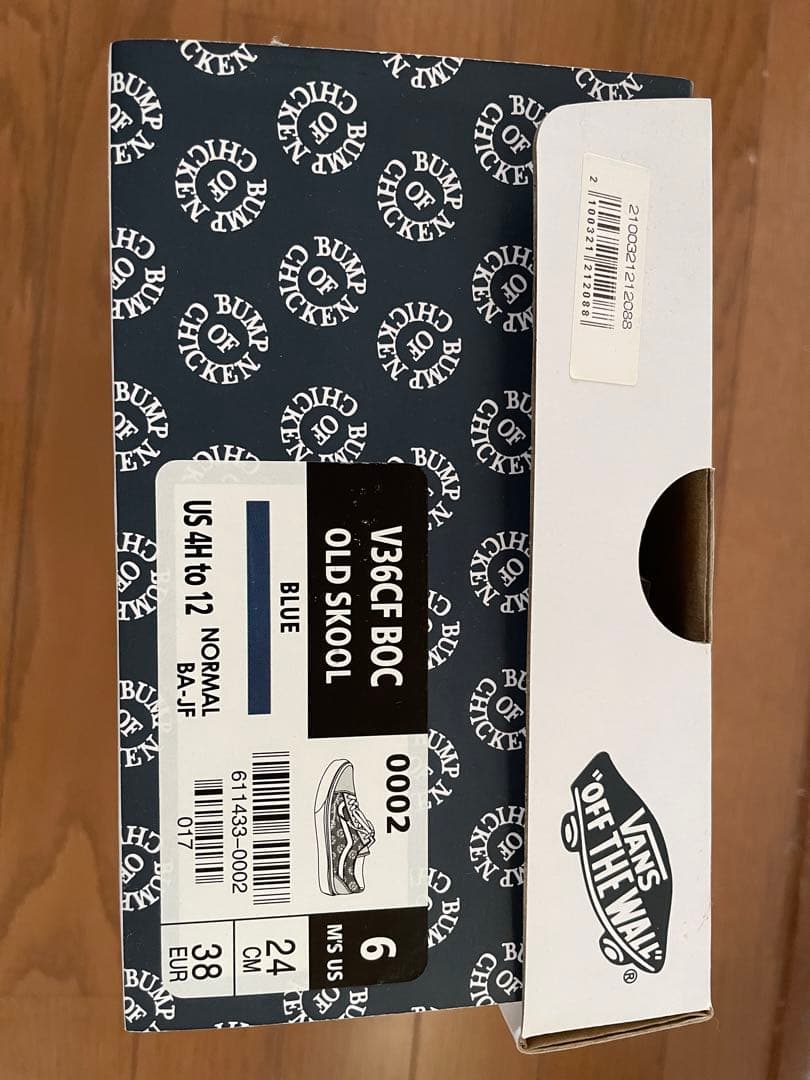 BUMP OF CHICKEN
2100321212088
2 100321 212088
V36CF BOC
OLD SKOOL
BLUE
US 4H to 12 NORMAL
BA-JF
0002
611433-0002
017
6
M'S US
24
CM
38
EUR
VANS
"OFF THE WALL"
®